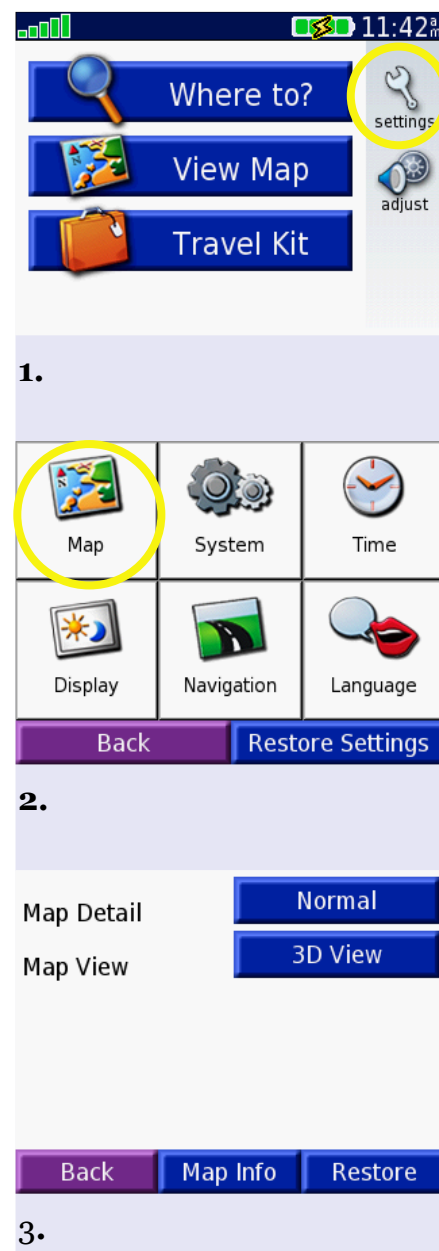 11:42 am
Where to?
settings
View Map
adjust
Travel Kit
1.
N
Map
System
Time
Display
Navigation
Language
Back
Restore Settings
2.
Map Detail
Normal
Map View
3D View
Back
Map Info
Restore
3.